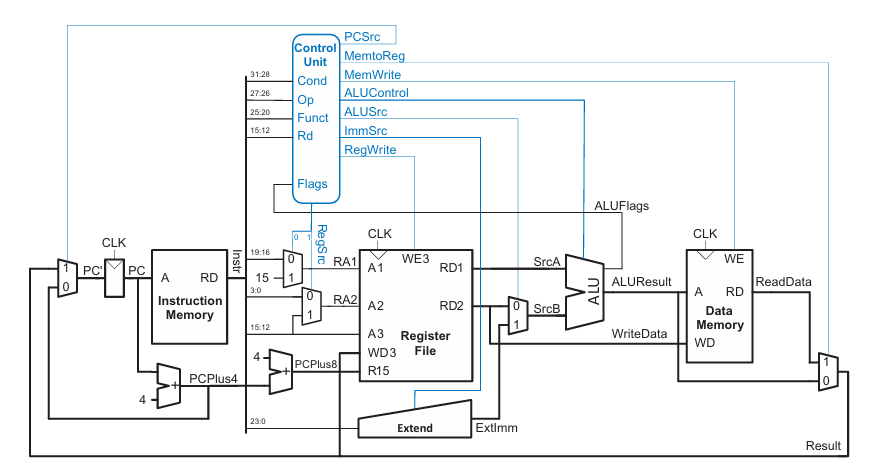 PCSrc
MemtoReg
MemWrite
ALUControl
ALUSrc
ImmSrc
RegWrite
Control
Unit
Cond
Op
Funct
Rd
Flags
31:28
27:26
25:20
15:12
ALUFlags
0 1
RegSrc
CLK
PC'
PC
1
0
A RD
Instruction
Memory
Instr
19:16
15
3:0
15:12
23:0
0
1
0
1
RA1
RA2
CLK
WE3
A1
A2
A3
WD3
R15
RD1
RD2
Register
File
SrcA
SrcB
0
1
ALU
ALUResult
WriteData
CLK
WE
A RD
Data
Memory
WD
ReadData
1
0
4
+
PCPlus4
4
+
PCPlus8
Extend
ExtImm
Result